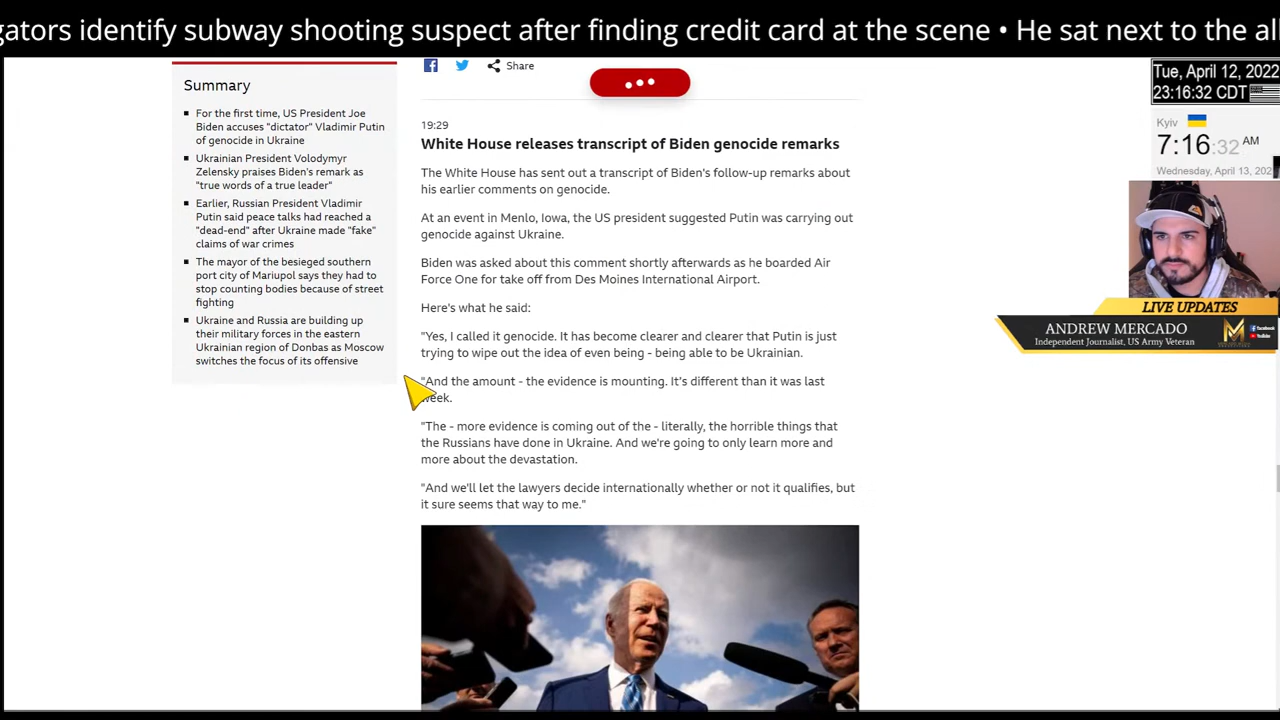 gators identify subway shooting suspect after finding credit card at the scene • He sat next to the all
Share
Summary
For the first time, US President Joe
Biden accuses "dictator" Vladimir Putin
of genocide in Ukraine
Ukrainian President Volodymyr
Zelensky praises Biden's remark as
"true words of a true leader"
Earlier, Russian President Vladimir
Putin said peace talks had reached a
"dead-end" after Ukraine made "fake"
claims of war crimes
The mayor of the besieged southern
port city of Mariupol says they had to
stop counting bodies because of street
fighting
Ukraine and Russia are building up
their military forces in the eastern
Ukrainian region of Donbas as Moscow
switches the focus of its offensive
19:29
White House releases transcript of Biden genocide remarks
The White House has sent out a transcript of Biden's follow-up remarks about
his earlier comments on genocide.
At an event in Menlo, Iowa, the US president suggested Putin was carrying out
genocide against Ukraine.
Biden was asked about this comment shortly afterwards as he boarded Air
Force One for take off from Des Moines International Airport.
Here's what he said:
"Yes, I called it genocide. It has become clearer and clearer that Putin is just
trying to wipe out the idea of even being - being able to be Ukrainian.
"And the amount - the evidence is mounting. It's different than it was last
week.
"The - more evidence is coming out of the - literally, the horrible things that
the Russians have done in Ukraine. And we're going to only learn more and
more about the devastation.
"And we'll let the lawyers decide internationally whether or not it qualifies, but
it sure seems that way to me."
Tue, April 12, 2022
23:16:32 CDT
Kyiv
7:16:32 AM
Wednesday, April 13, 202
LIVE UPDATES
ANDREW MERCADO
Independent Journalist, US Army Veteran
Facebook
YouTube